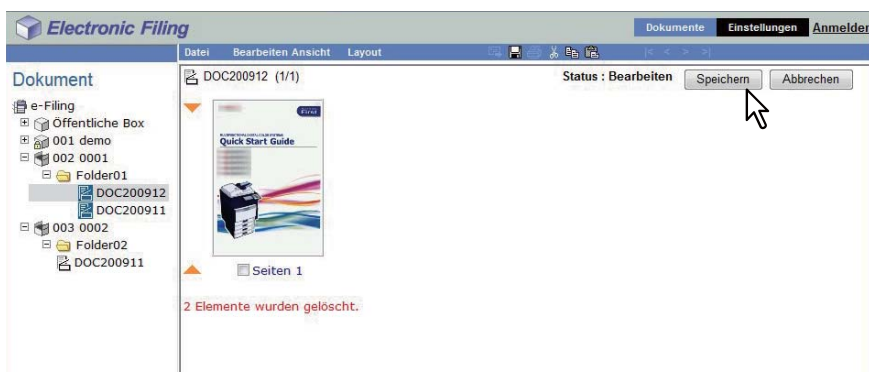 Electronic Filing
Dokumente Einstellungen Anmelden
Datei Bearbeiten Ansicht Layout |< < > >|
Dokument
DOC200912 (1/1) Status : Bearbeiten Speichern Abbrechen
e-Filing
Öffentliche Box
001 demo
002 0001
Folder01
DOC200912
DOC200911
003 0002
Folder02
DOC200911
Quick Start Guide
Seiten 1
2 Elemente wurden gelöscht.